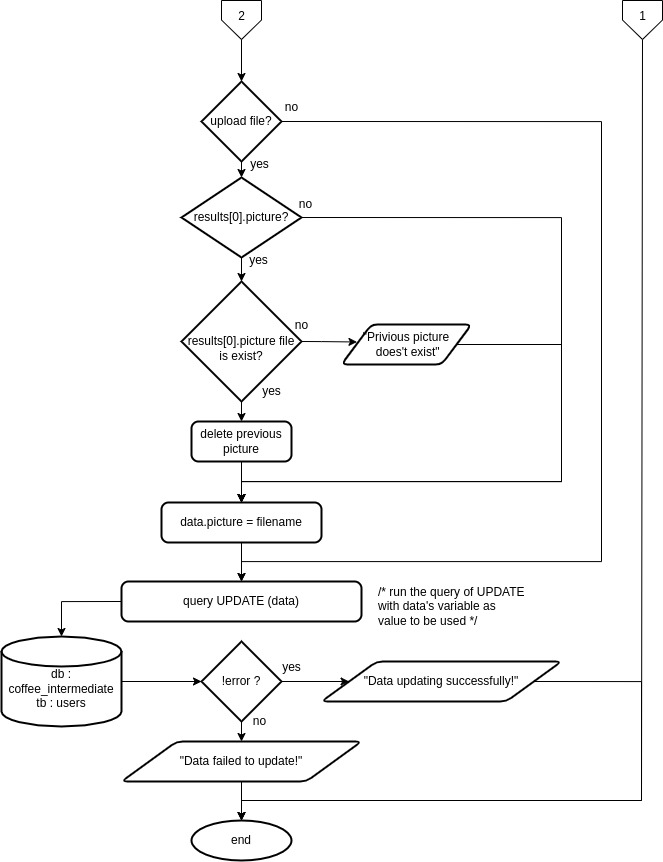 2
1
upload file?
no
yes
results[0].picture?
no
yes
results[0].picture file
is exist?
no
"Privious picture
does't exist"
yes
delete previous
picture
data.picture = filename
query UPDATE (data)
/* run the query of UPDATE
with data's variable as
value to be used */
db :
coffee_intermediate
tb : users
!error ?
yes
"Data updating successfully!"
no
"Data failed to update!"
end